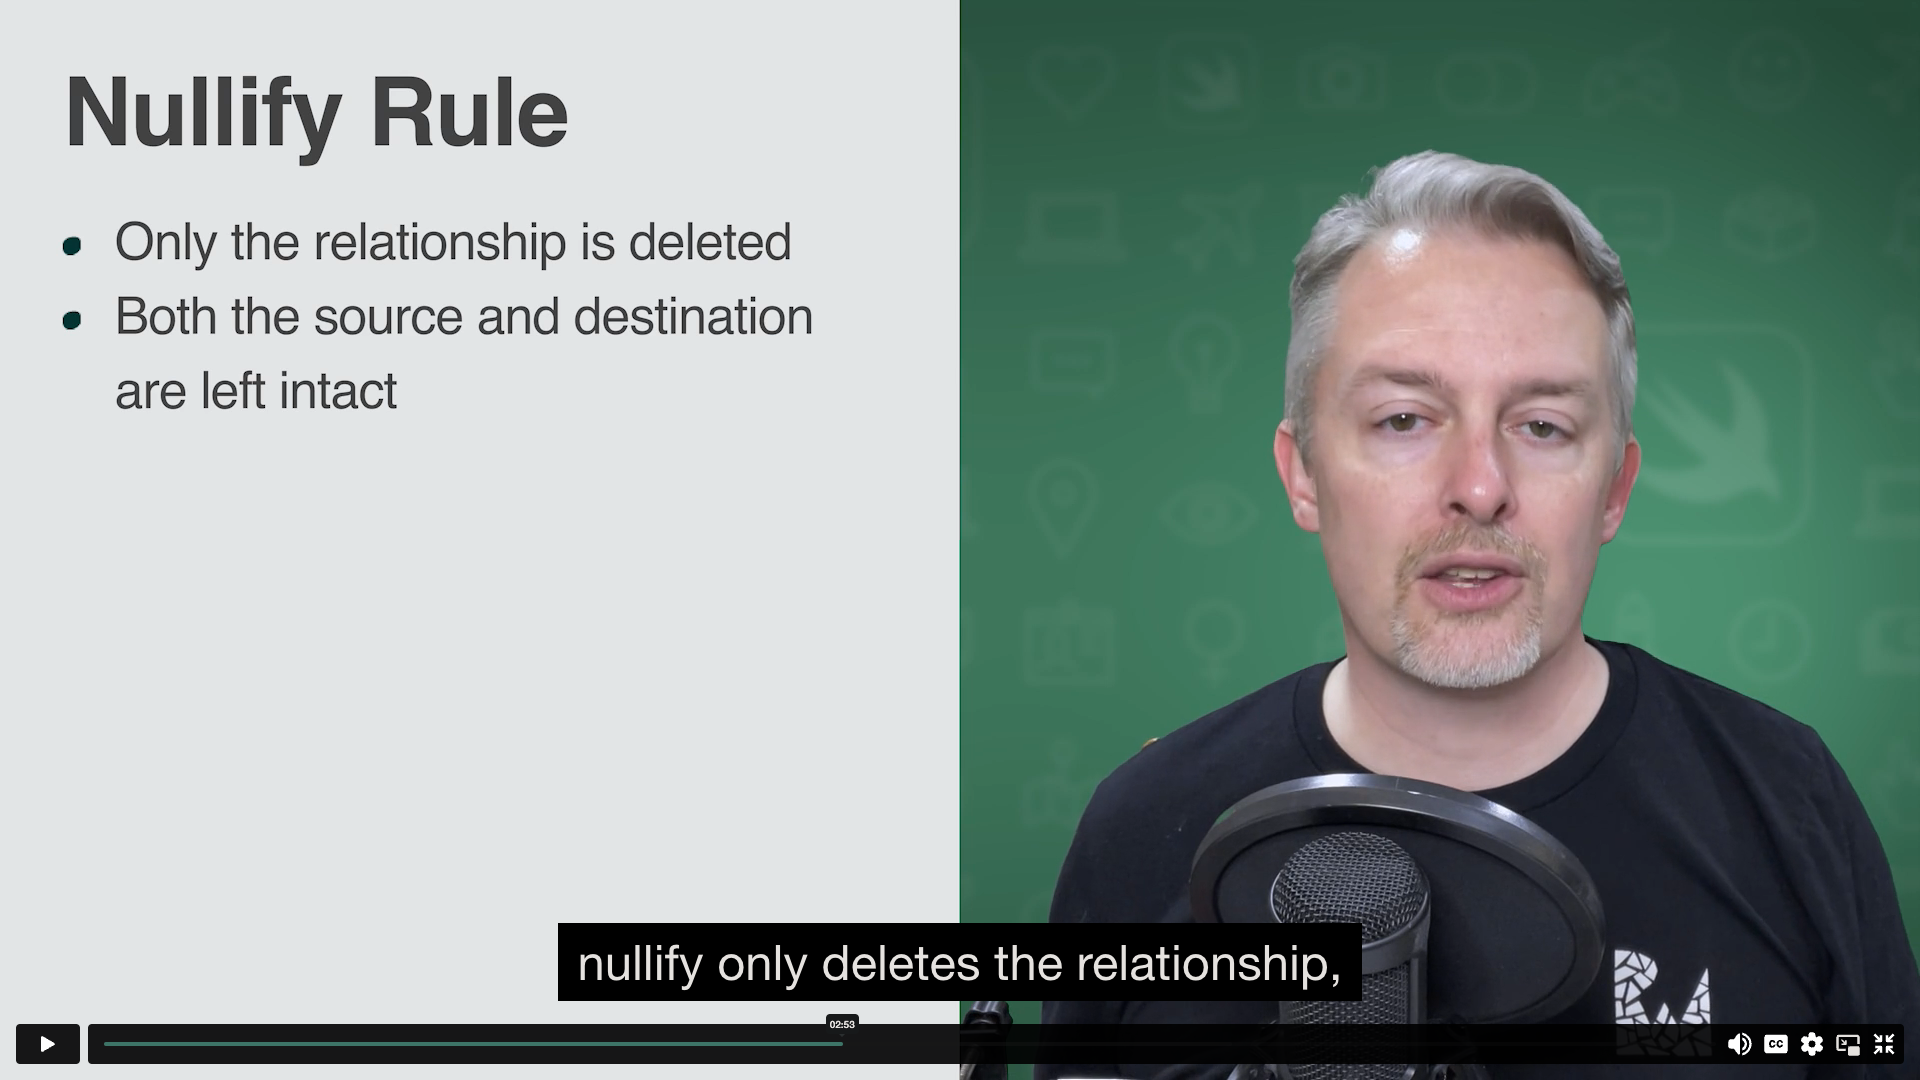 Nullify Rule
Only the relationship is deleted
Both the source and destination
are left intact
nullify only deletes the relationship,
02:53
CC